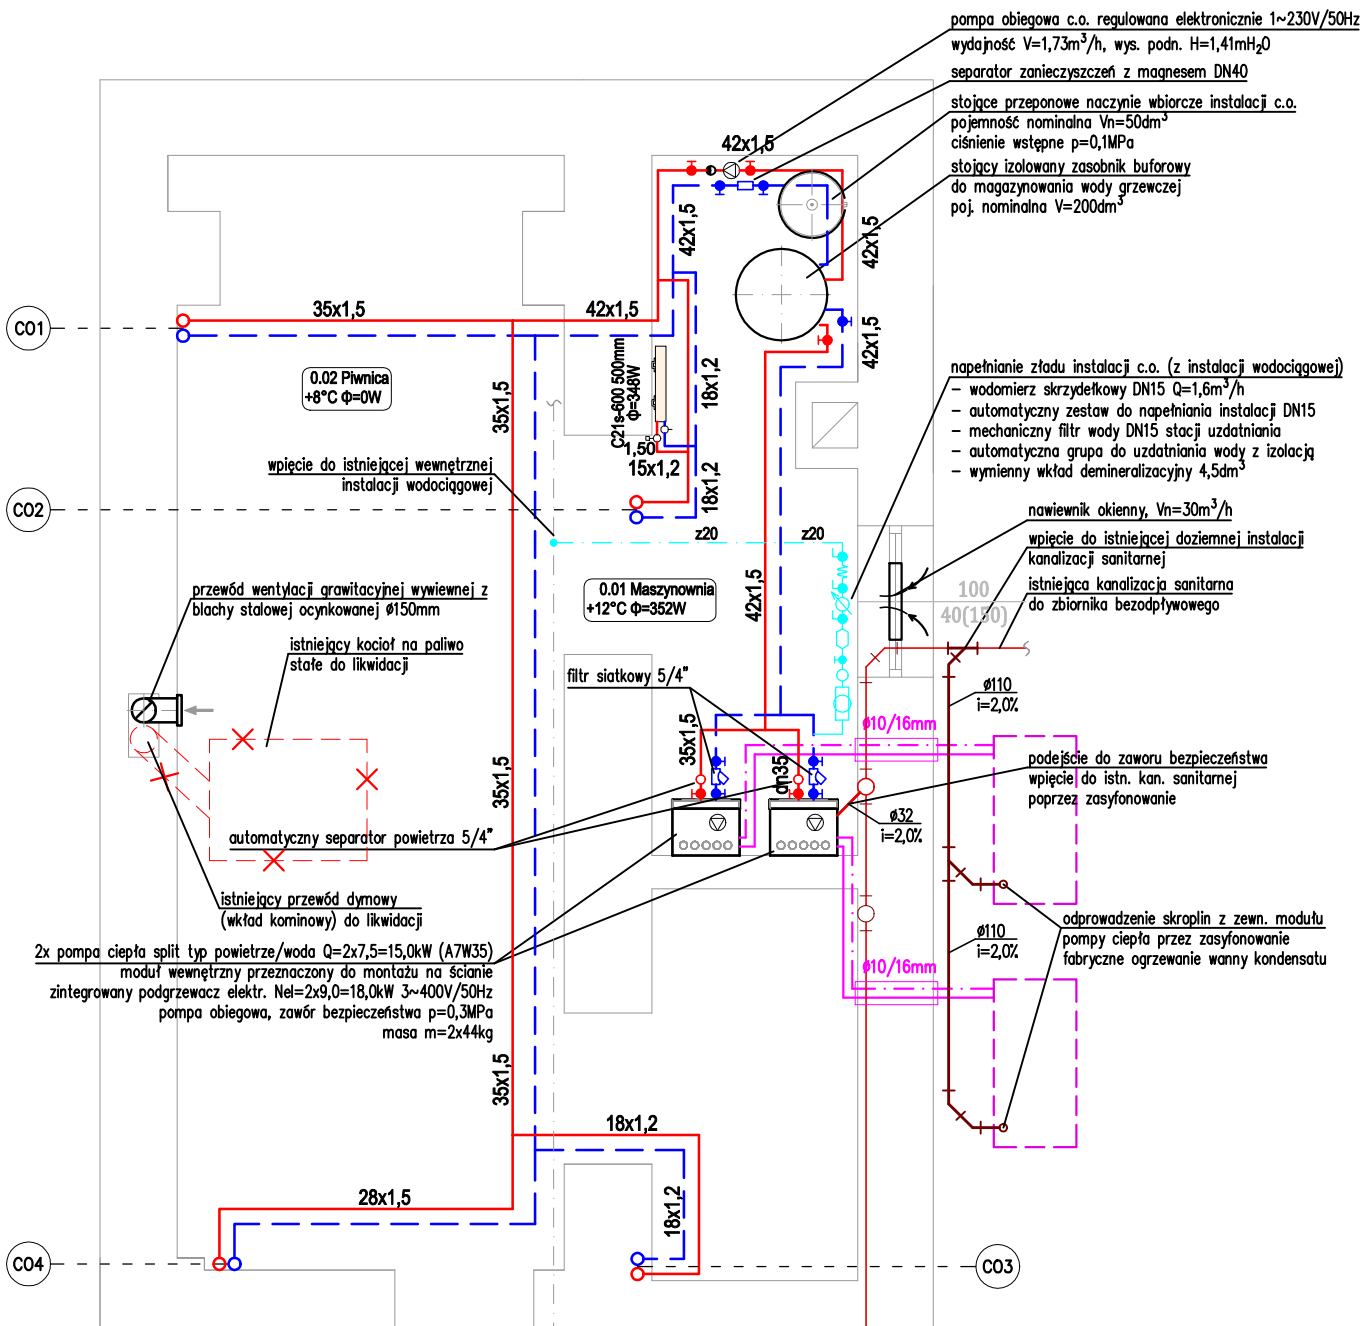 pompa obiegowa c.o. regulowana elektronicznie 1~230V/50Hz
wydajność V=1,73m³/h, wys. podn. H=1,41mH₂O
separator zanieczyszczeń z magnesem DN40
stojące przeponowe naczynie wbiorcze instalacji c.o.
pojemność nominalna Vn=50dm³
ciśnienie wstępne p=0,1MPa
stojący izolowany zasobnik buforowy
do magazynowania wody grzewczej
poj. nominalna V=200dm³
42x1,5
42x1,5
42x1,5
42x1,5
35x1,5
42x1,5
CO1
0.02 Piwnica
+8°C Φ=0W
35x1,5
C21s-600 500mm
Φ=348W
18x1,2
1,50
15x1,2
18x1,2
napełnianie zładu instalacji c.o. (z instalacji wodociągowej)
- wodomierz skrzydełkowy DN15 Q=1,6m³/h
- automatyczny zestaw do napełniania instalacji DN15
- mechaniczny filtr wody DN15 stacji uzdatniania
- automatyczna grupa do uzdatniania wody z izolacją
- wymienny wkład demineralizacyjny 4,5dm³
wpięcie do istniejącej wewnętrznej
instalacji wodociągowej
CO2
z20
z20
nawiewnik okienny, Vn=30m³/h
wpięcie do istniejącej doziemnej instalacji
kanalizacji sanitarnej
istniejąca kanalizacja sanitarna
do zbiornika bezodpływowego
100
40(150)
0.01 Maszynownia
+12°C Φ=352W
42x1,5
przewód wentylacji grawitacyjnej wywiewnej z
blachy stalowej ocynkowanej ø150mm
istniejący kocioł na paliwo
stałe do likwidacji
filtr siatkowy 5/4"
ø110
i=2,0%
ø10/16mm
35x1,5
35x1,5
dn35
podejście do zaworu bezpieczeństwa
wpięcie do istn. kan. sanitarnej
poprzez zasyfonowanie
ø32
i=2,0%
automatyczny separator powietrza 5/4"
istniejący przewód dymowy
(wkład kominowy) do likwidacji
odprowadzenie skroplin z zewn. modułu
pompy ciepła przez zasyfonowanie
fabryczne ogrzewanie wanny kondensatu
ø110
i=2,0%
ø10/16mm
2x pompa ciepła split typ powietrze/woda Q=2x7,5=15,0kW (A7W35)
moduł wewnętrzny przeznaczony do montażu na ścianie
zintegrowany podgrzewacz elektr. Nel=2x9,0=18,0kW 3~400V/50Hz
pompa obiegowa, zawór bezpieczeństwa p=0,3MPa
masa m=2x44kg
35x1,5
18x1,2
28x1,5
18x1,2
CO4
CO3